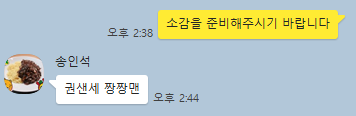 소감을 준비해주시기 바랍니다
오후 2:38
송인석
권샌세 짱짱맨
오후 2:44